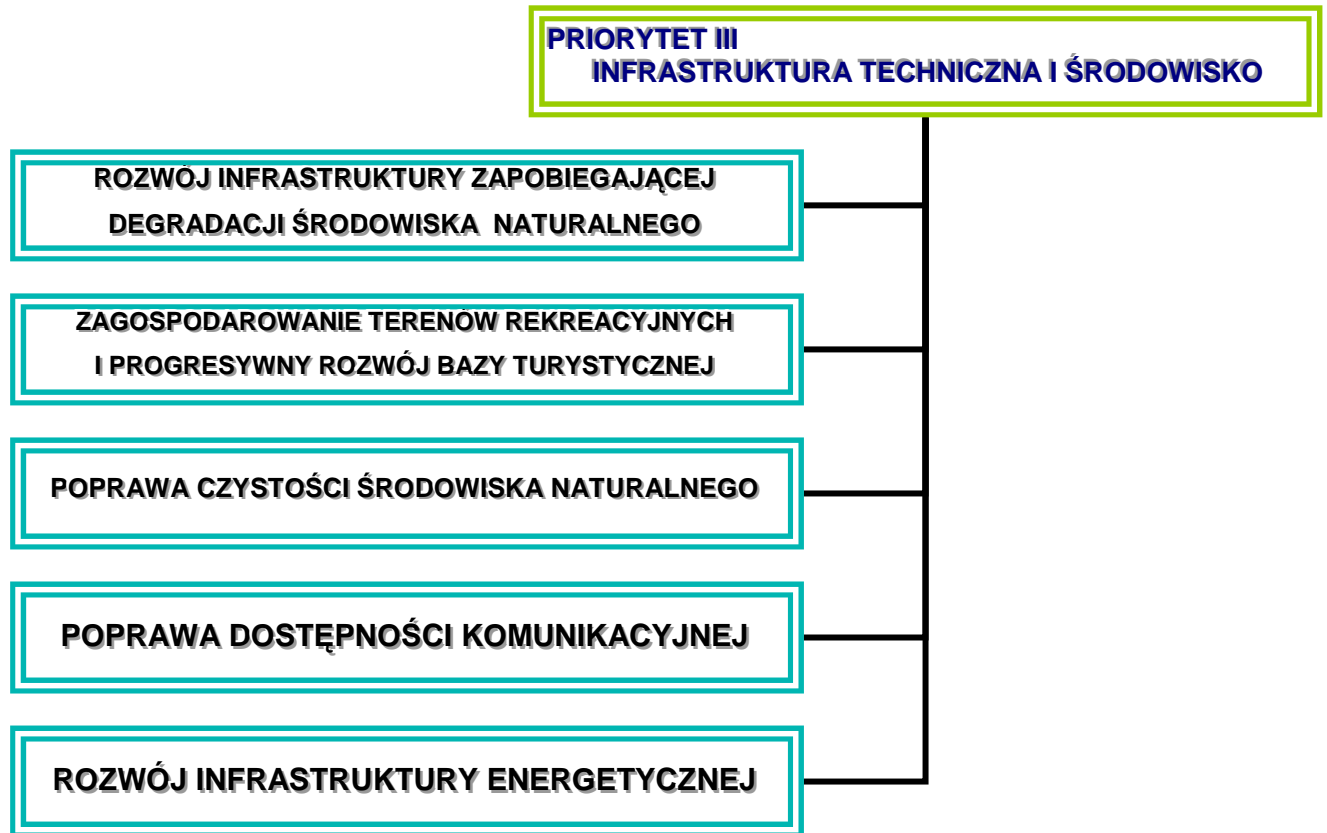 PRIORYTET III
INFRASTRUKTURA TECHNICZNA I ŚRODOWISKO
ROZWÓJ INFRASTRUKTURY ZAPOBIEGAJĄCEJ
DEGRADACJI ŚRODOWISKA NATURALNEGO
ZAGOSPODAROWANIE TERENÓW REKREACYJNYCH
I PROGRESYWNY ROZWÓJ BAZY TURYSTYCZNEJ
POPRAWA CZYSTOŚCI ŚRODOWISKA NATURALNEGO
POPRAWA DOSTĘPNOŚCI KOMUNIKACYJNEJ
ROZWÓJ INFRASTRUKTURY ENERGETYCZNEJ